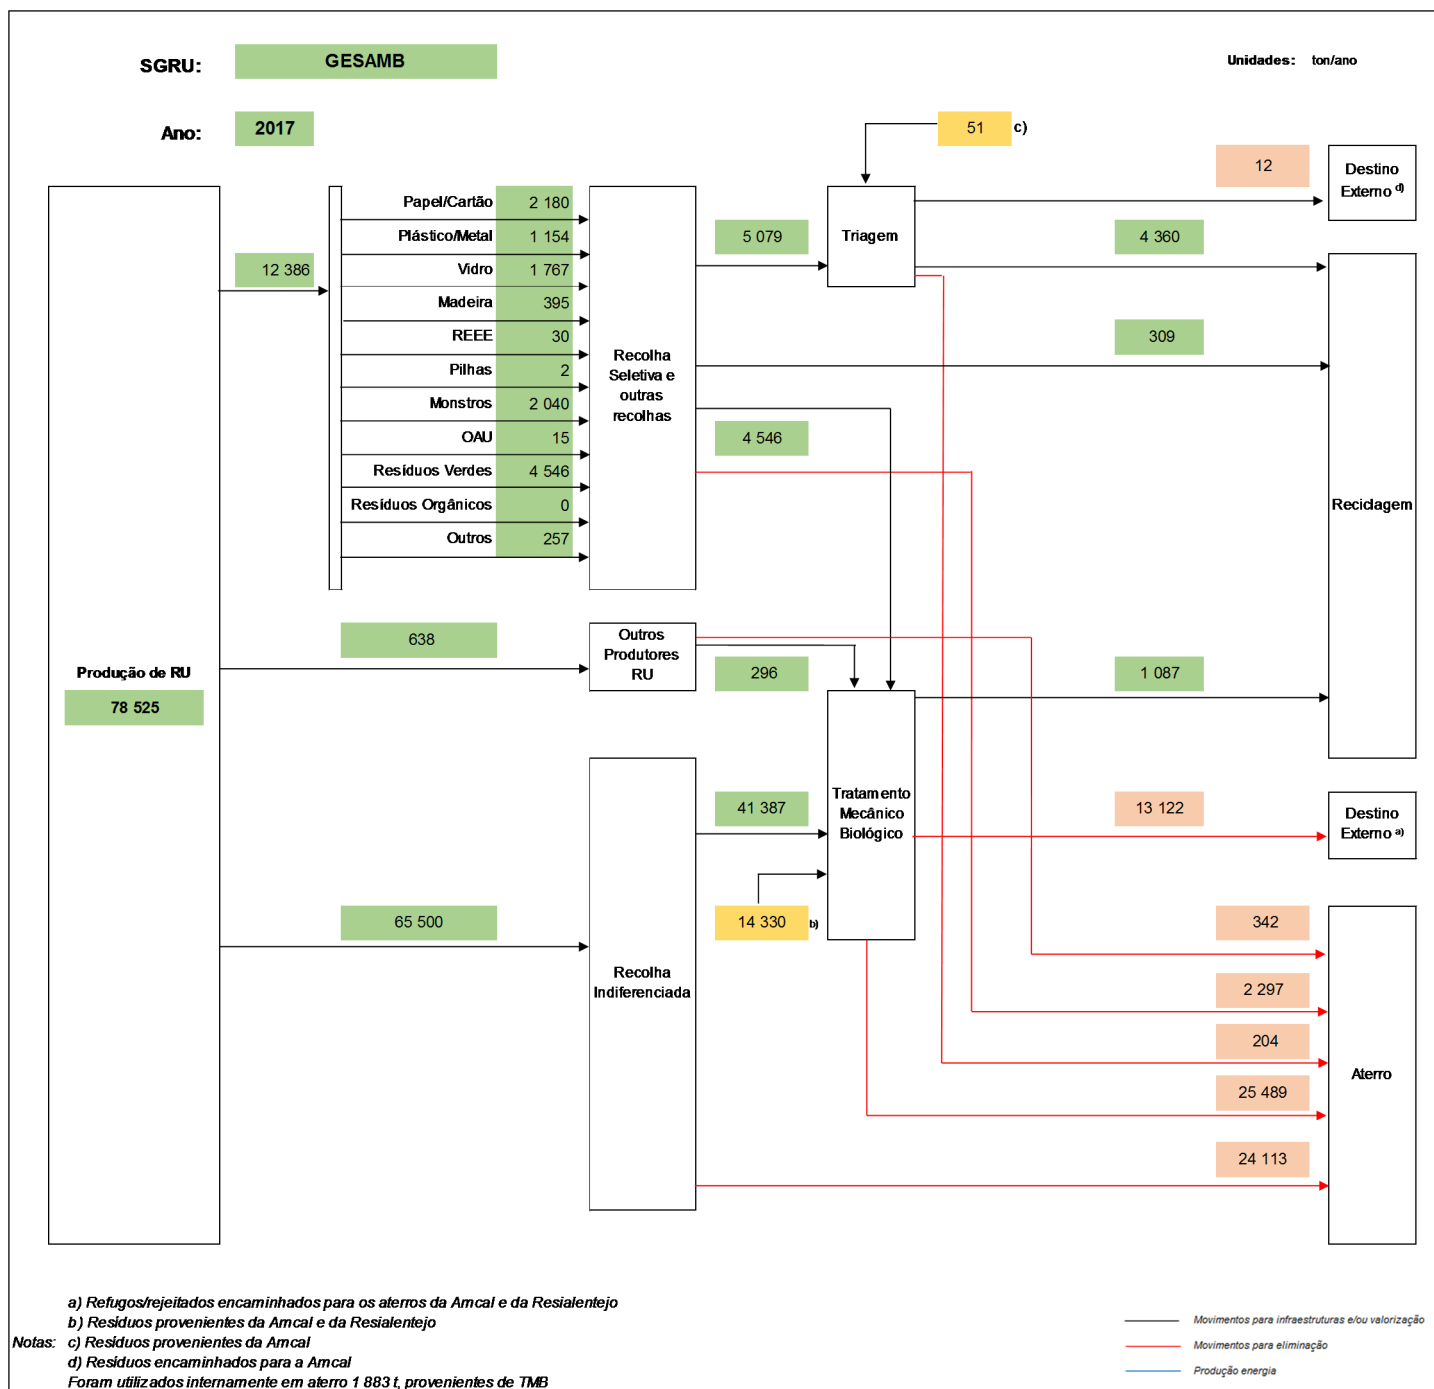 SGRU: GESAMB
Unidades: ton/ano
Ano: 2017
51 c)
12
Destino
Externo d)
Papel/Cartão 2 180
Plástico/Metal 1 154
Vidro 1 767
Madeira 395
REEE 30
Pilhas 2
Monstros 2 040
OAU 15
Resíduos Verdes 4 546
Resíduos Orgânicos 0
Outros 257
12 386
Recolha
Seletiva e
outras
recolhas
5 079
Triagem
4 360
309
4 546
Reciclagem
638
Outros
Produtores
RU
296
1 087
Produção de RU
78 525
41 387
Tratamento
Mecânico
Biológico
13 122
Destino
Externo a)
14 330 b)
65 500
Recolha
Indiferenciada
342
2 297
204
25 489
24 113
Aterro
a) Refugos/rejeitados encaminhados para os aterros da Amcal e da Resialentejo
b) Resíduos provenientes da Amcal e da Resialentejo
Notas: c) Resíduos provenientes da Amcal
d) Resíduos encaminhados para a Amcal
Foram utilizados internamente em aterro 1 883 t, provenientes de TMB
Movimentos para infraestruturas e/ou valorização
Movimentos para eliminação
Produção energia